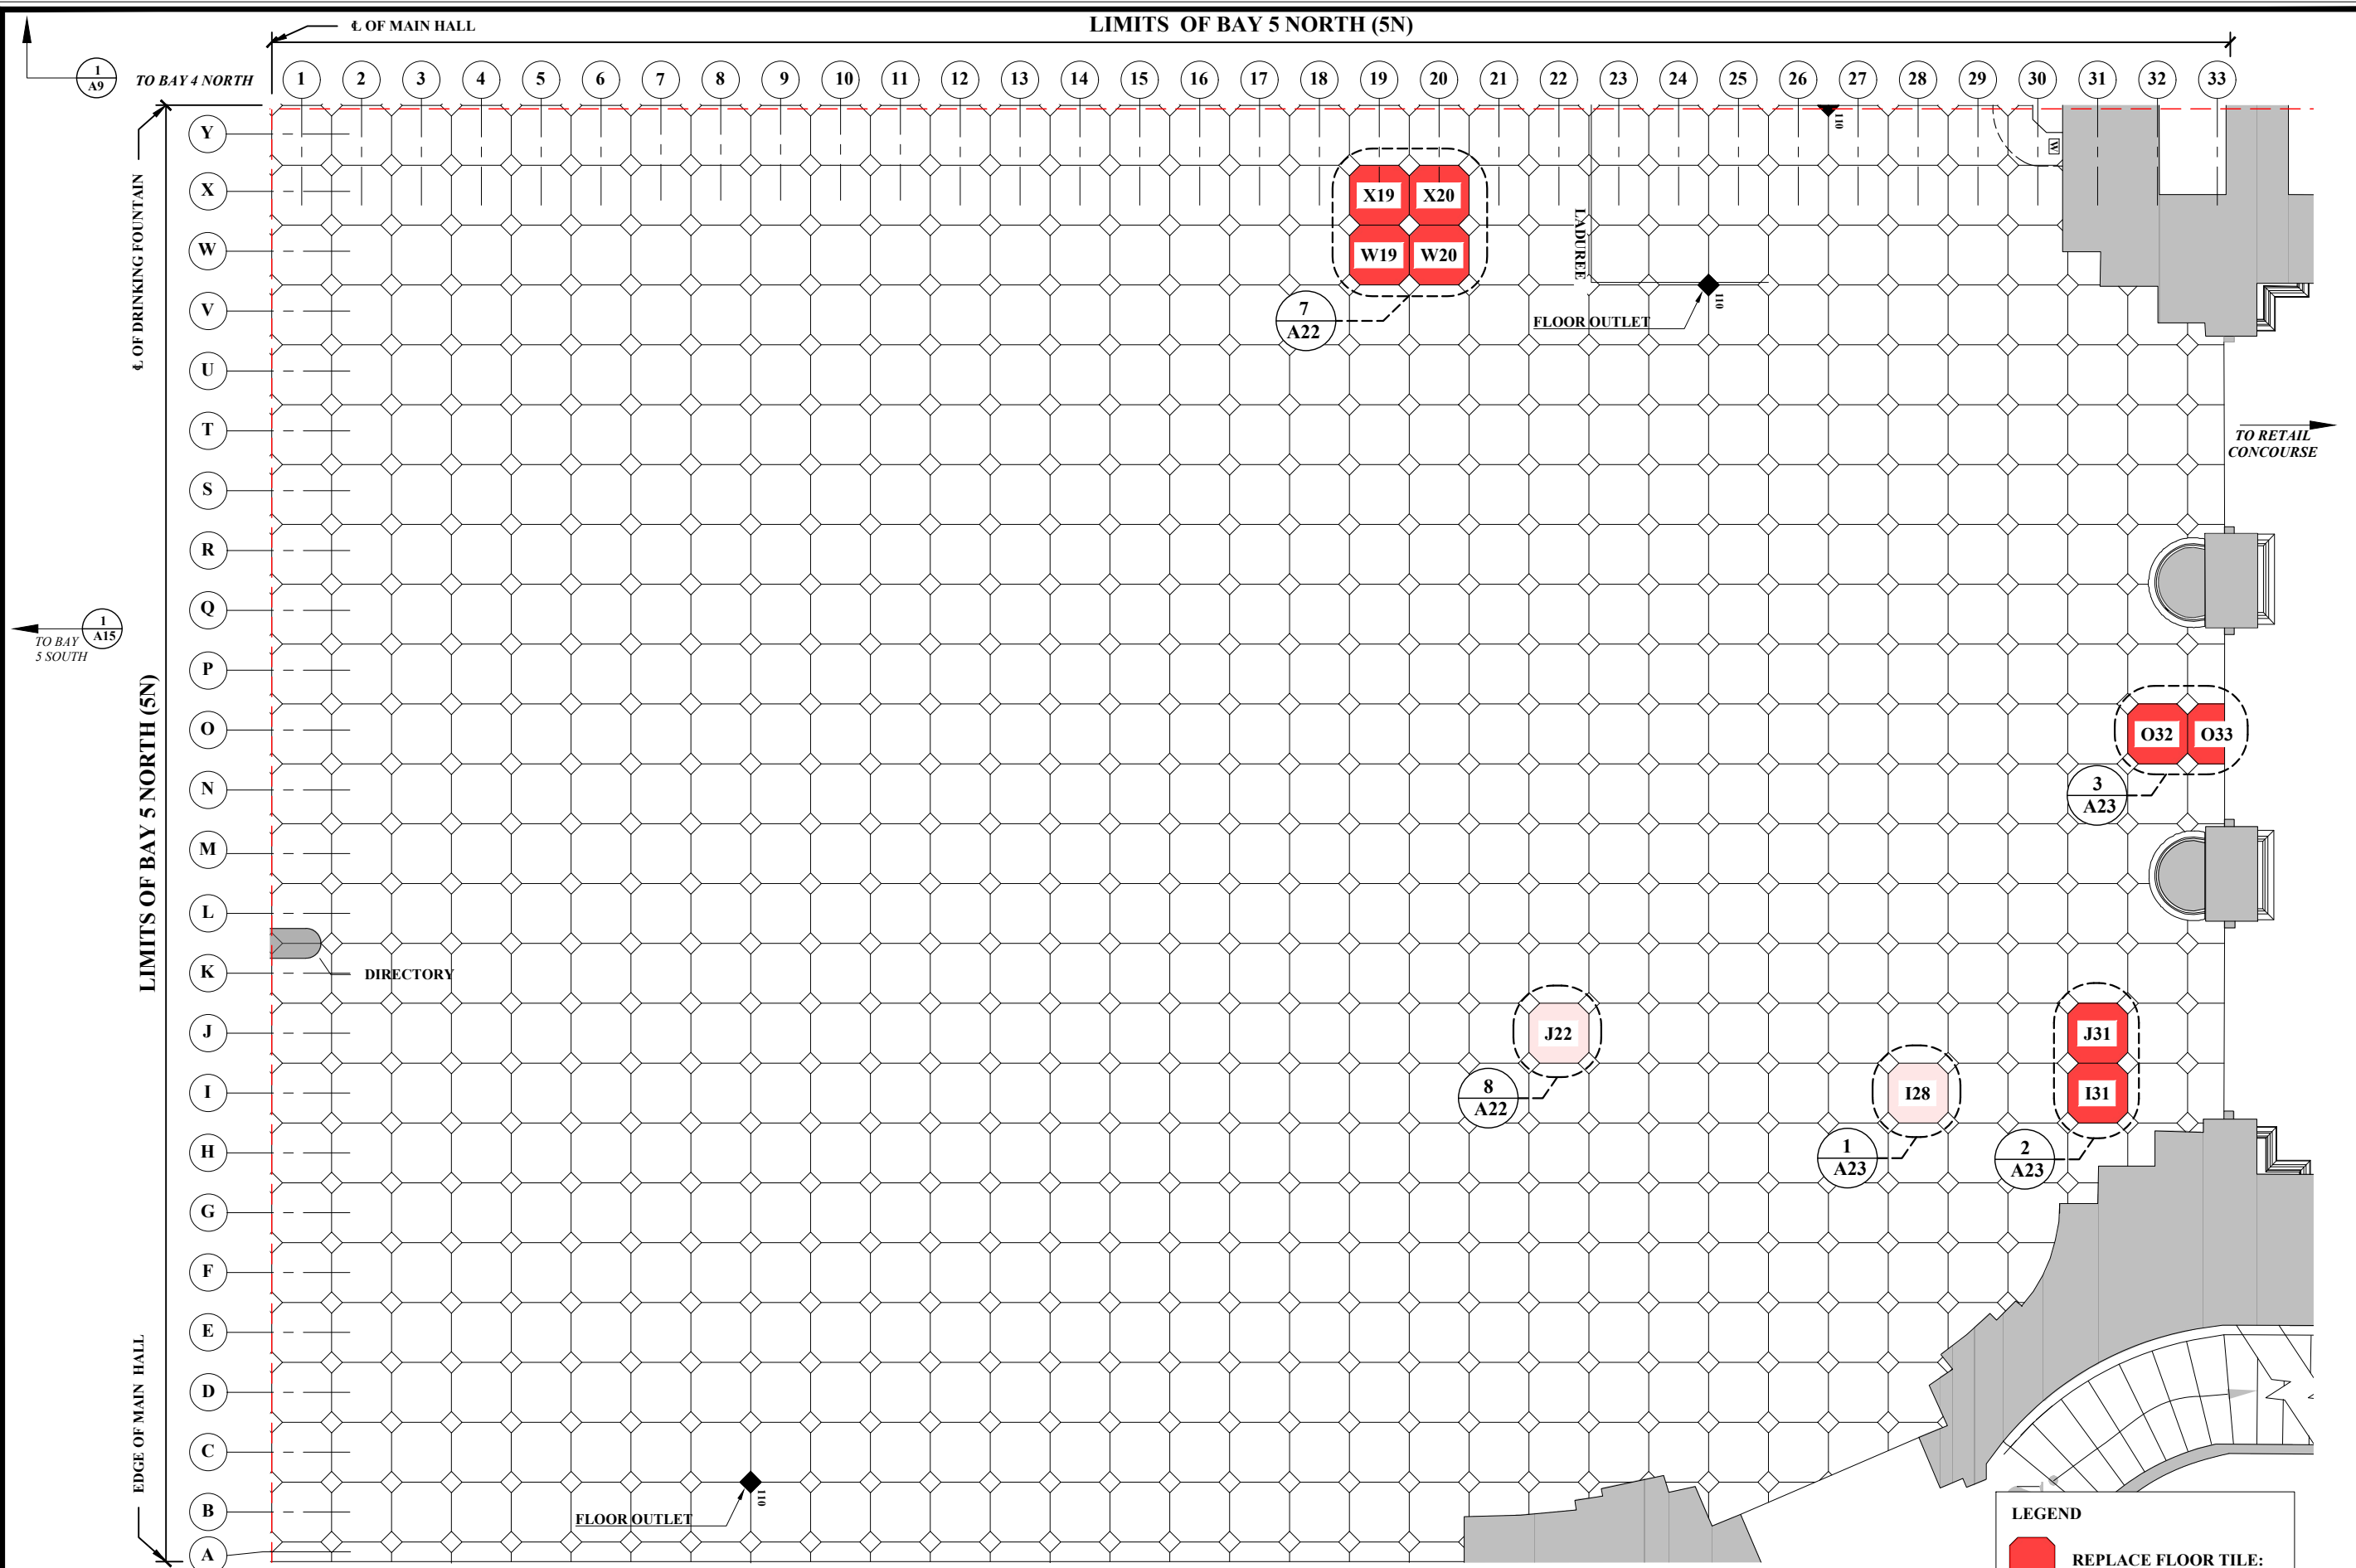 ℄ OF MAIN HALL
LIMITS OF BAY 5 NORTH (5N)
1
A9
TO BAY 4 NORTH
1 2 3 4 5 6 7 8 9 10 11 12 13 14 15 16 17 18 19 20 21 22 23 24 25 26 27 28 29 30 31 32 33
Y
110
W
℄ OF DRINKING FOUNTAIN
X
X19 X20
W
W19 W20
LADUREE
V
7
A22
FLOOR OUTLET
110
U
T
TO RETAIL
CONCOURSE
S
R
Q
1
A15
TO BAY
5 SOUTH
P
LIMITS OF BAY 5 NORTH (5N)
O
O32 O33
N
3
A23
M
L
K
DIRECTORY
J
J22
J31
I
8
A22
I28
I31
H
1
A23
2
A23
G
F
E
EDGE OF MAIN HALL
D
C
B
FLOOR OUTLET
110
A
LEGEND
REPLACE FLOOR TILE: